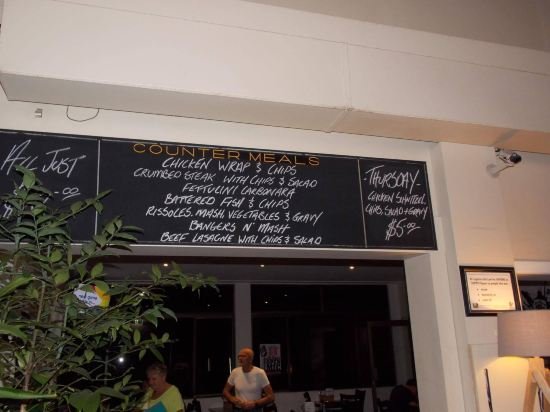 ALL JUST
COUNTER MEALS
CHICKEN WRAP & CHIPS
CRUMBED STEAK WITH CHIPS & SALAD
FETTUCINI CARBONARA
BATTERED FISH & CHIPS
RISSOLES, MASH, VEGETABLES & GRAVY
BANGERS N' MASH
BEEF LASAGNE WITH CHIPS & SALAD
THURSDAY-
CHICKEN SCHNITZEL
CHIPS, SALAD & GRAVY
$5.00